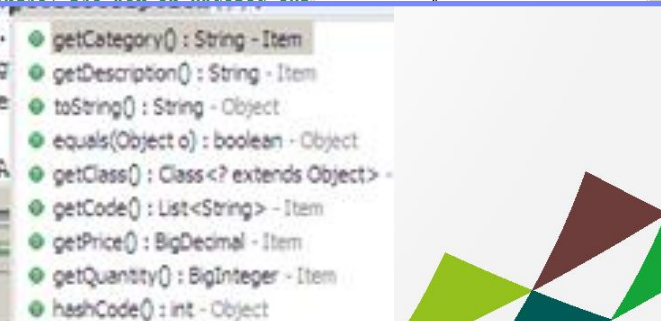 getCategory() : String - Item
getDescription() : String - Item
toString() : String - Object
equals(Object o) : boolean - Object
getClass() : Class<? extends Object> -
getCode() : List<String> - Item
getPrice() : BigDecimal - Item
getQuantity() : BigInteger - Item
hashCode() : int - Object